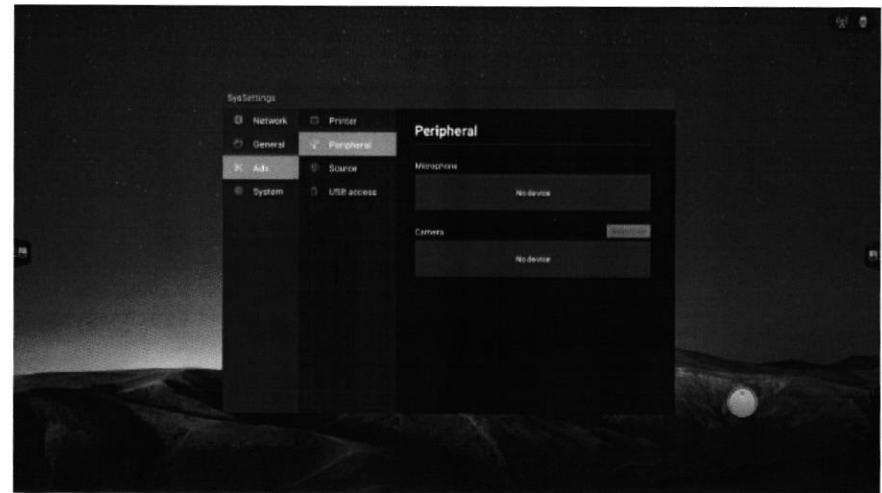 SysSettings
Network
General
Adv.
System
Printer
Peripheral
Source
USB access
Peripheral
Microphone
No device
Camera
No device